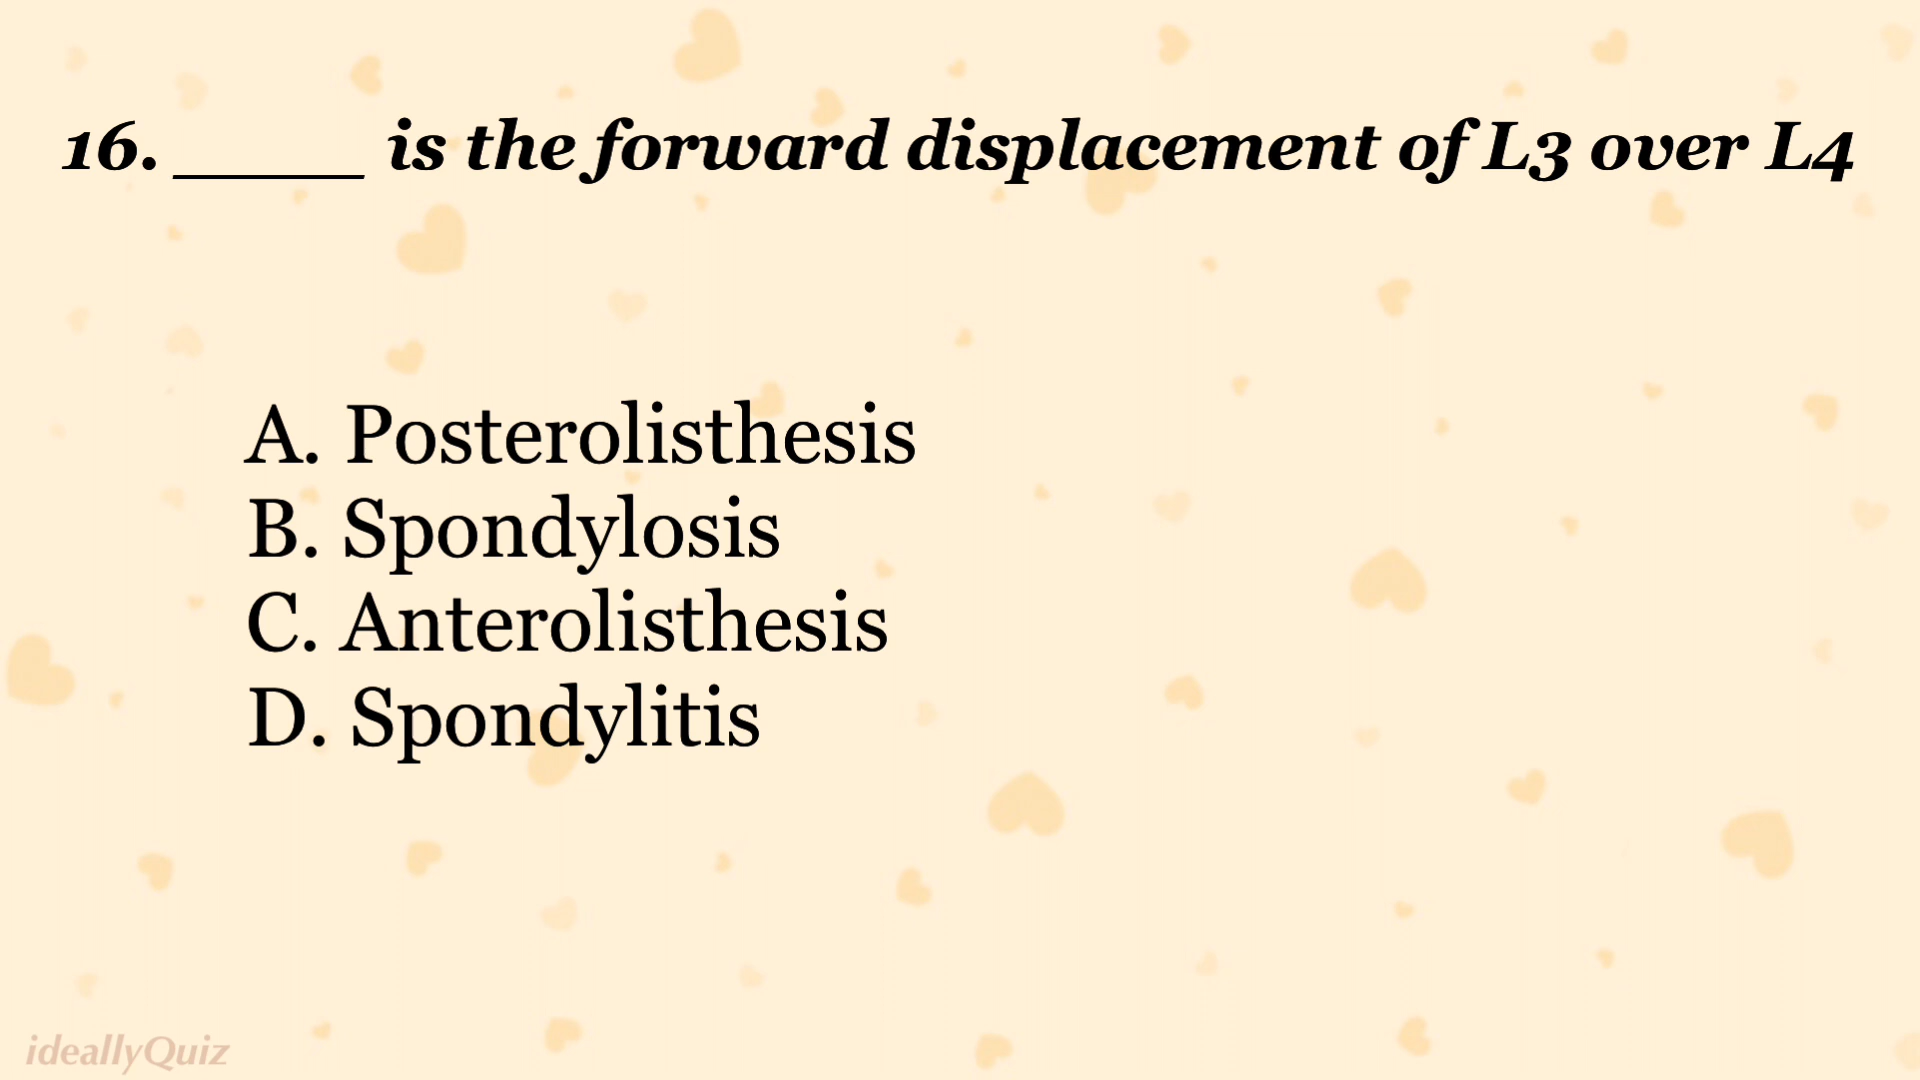 16. _____ is the forward displacement of L3 over L4
A. Posterolisthesis
B. Spondylosis
C. Anterolisthesis
D. Spondylitis
ideallyQuiz